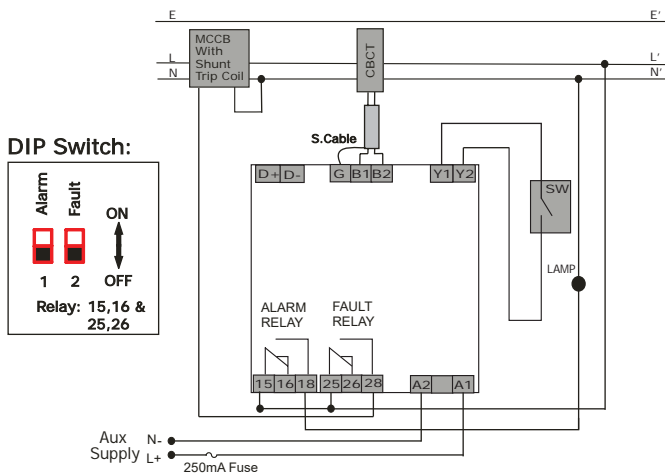 E E'
L L'
N N'
MCCB
With
Shunt
Trip Coil
CBCT
S.Cable
DIP Switch:
Alarm
Fault
ON
OFF
1 2
Relay: 15,16 &
25,26
D+ D- G B1 B2 Y1 Y2
SW
LAMP
ALARM
RELAY
FAULT
RELAY
15 16 18 25 26 28 A2 A1
Aux
Supply
N-
L+
250mA Fuse